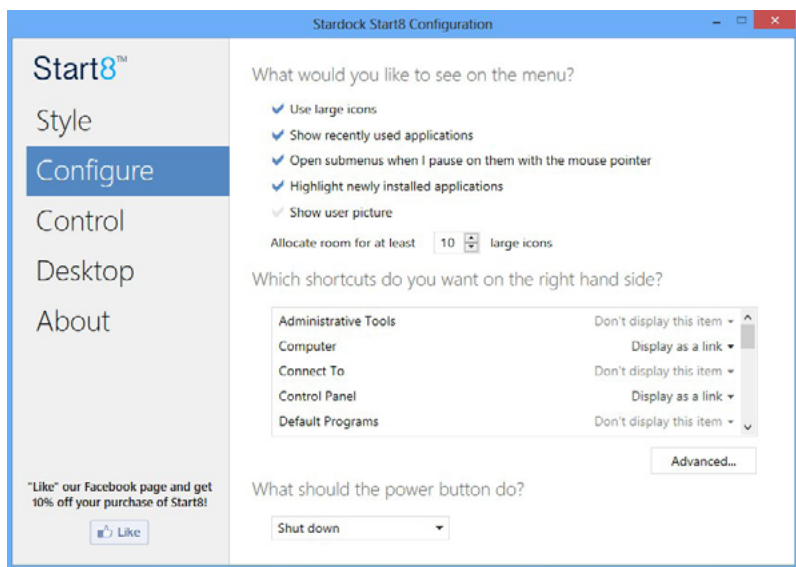 Stardock Start8 Configuration
Start8™
Style
Configure
Control
Desktop
About
"Like" our Facebook page and get
10% off your purchase of Start8!
Like
What would you like to see on the menu?
Use large icons
Show recently used applications
Open submenus when I pause on them with the mouse pointer
Highlight newly installed applications
Show user picture
Allocate room for at least 10 large icons
Which shortcuts do you want on the right hand side?
Administrative Tools Don't display this item
Computer Display as a link
Connect To Don't display this item
Control Panel Display as a link
Default Programs Don't display this item
Advanced...
What should the power button do?
Shut down